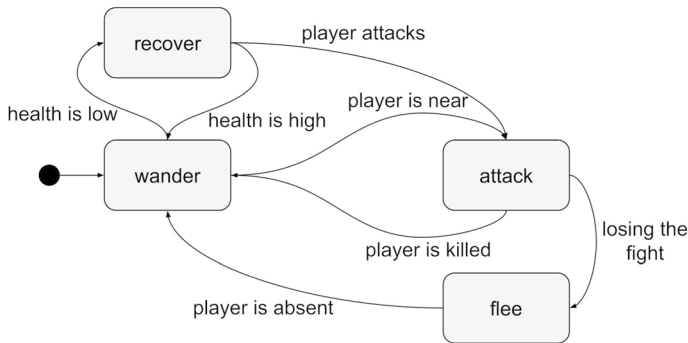 recover
player attacks
health is low
health is high
player is near
wander
attack
player is killed
losing the
fight
player is absent
flee